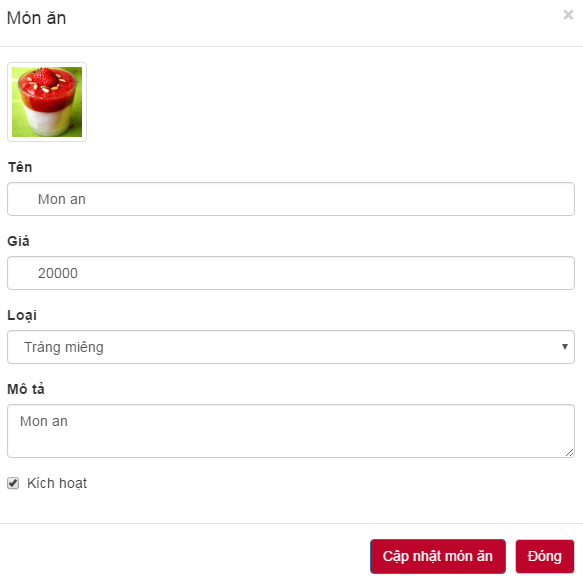 Món ăn
×
Tên
Mon an
Giá
20000
Loại
Tráng miêng
Mô tả
Mon an
Kích hoạt
Cập nhật món ăn
Đóng